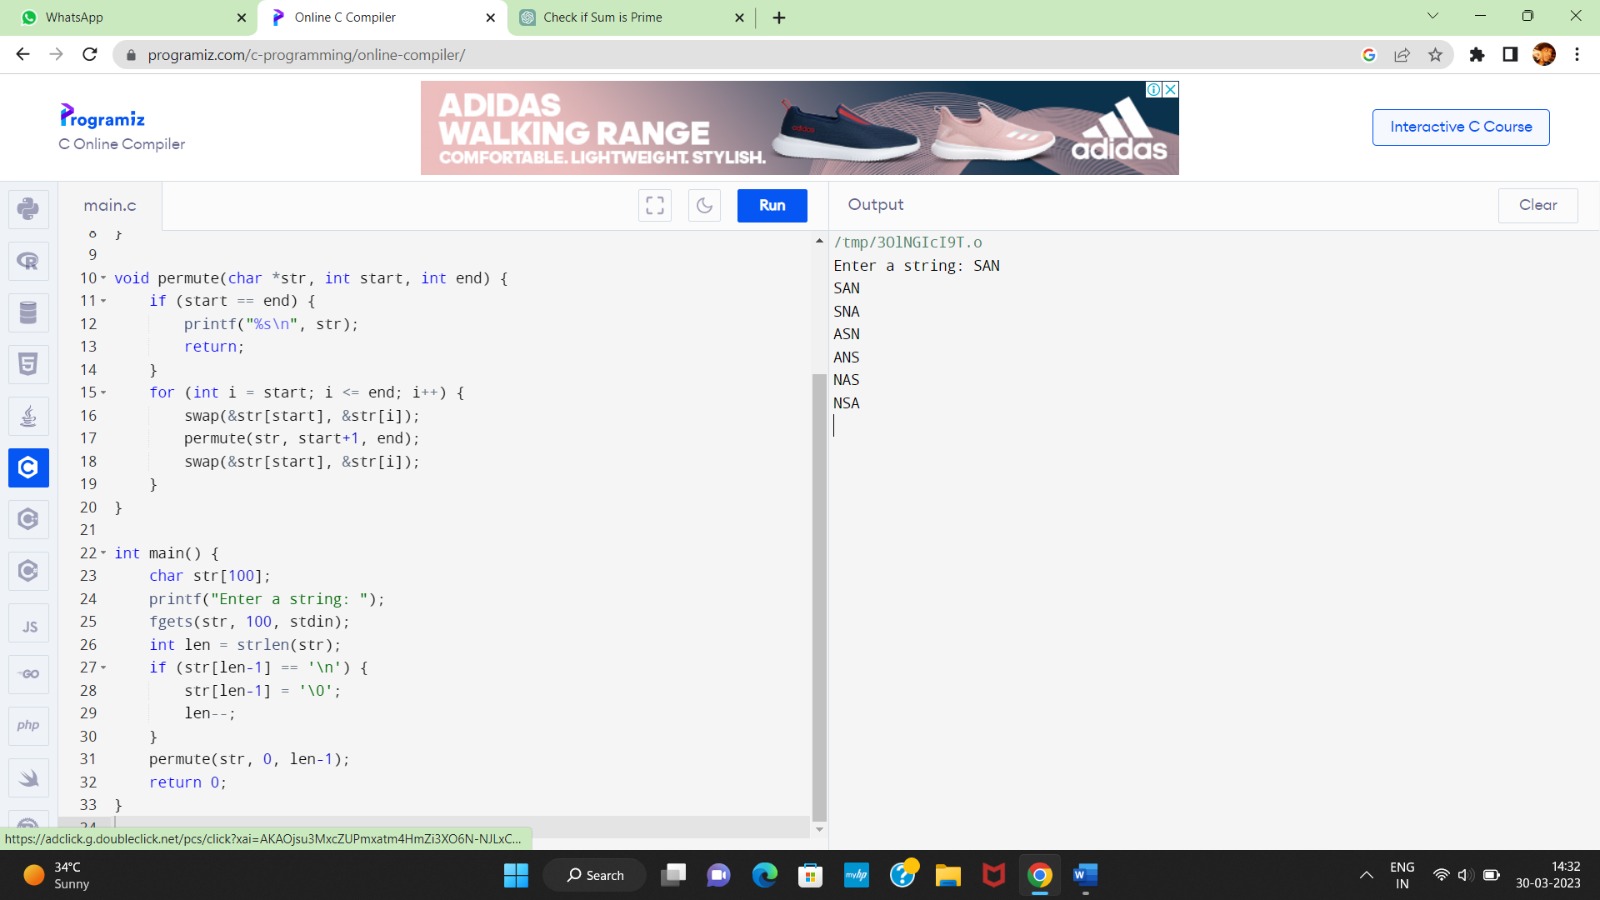 WhatsApp
Online C Compiler
Check if Sum is Prime
programiz.com/c-programming/online-compiler/
Programiz
C Online Compiler
ADIDAS
WALKING RANGE
COMFORTABLE. LIGHTWEIGHT. STYLISH.
adidas
Interactive C Course
main.c
Run
Output
Clear
8 }
9
10 void permute(char *str, int start, int end) {
11     if (start == end) {
12         printf("%s\n", str);
13         return;
14     }
15     for (int i = start; i <= end; i++) {
16         swap(&str[start], &str[i]);
17         permute(str, start+1, end);
18         swap(&str[start], &str[i]);
19     }
20 }
21
22 int main() {
23     char str[100];
24     printf("Enter a string: ");
25     fgets(str, 100, stdin);
26     int len = strlen(str);
27     if (str[len-1] == '\n') {
28         str[len-1] = '\0';
29         len--;
30     }
31     permute(str, 0, len-1);
32     return 0;
33 }
34
/tmp/3OlNGIcI9T.o
Enter a string: SAN
SAN
SNA
ASN
ANS
NAS
NSA
JS
GO
php
https://adclick.g.doubleclick.net/pcs/click?xai=AKAOjsu3MxcZUPmxatm4HmZi3XO6N-NJLxC...
34°C
Sunny
Search
myhp
ENG
IN
14:32
30-03-2023